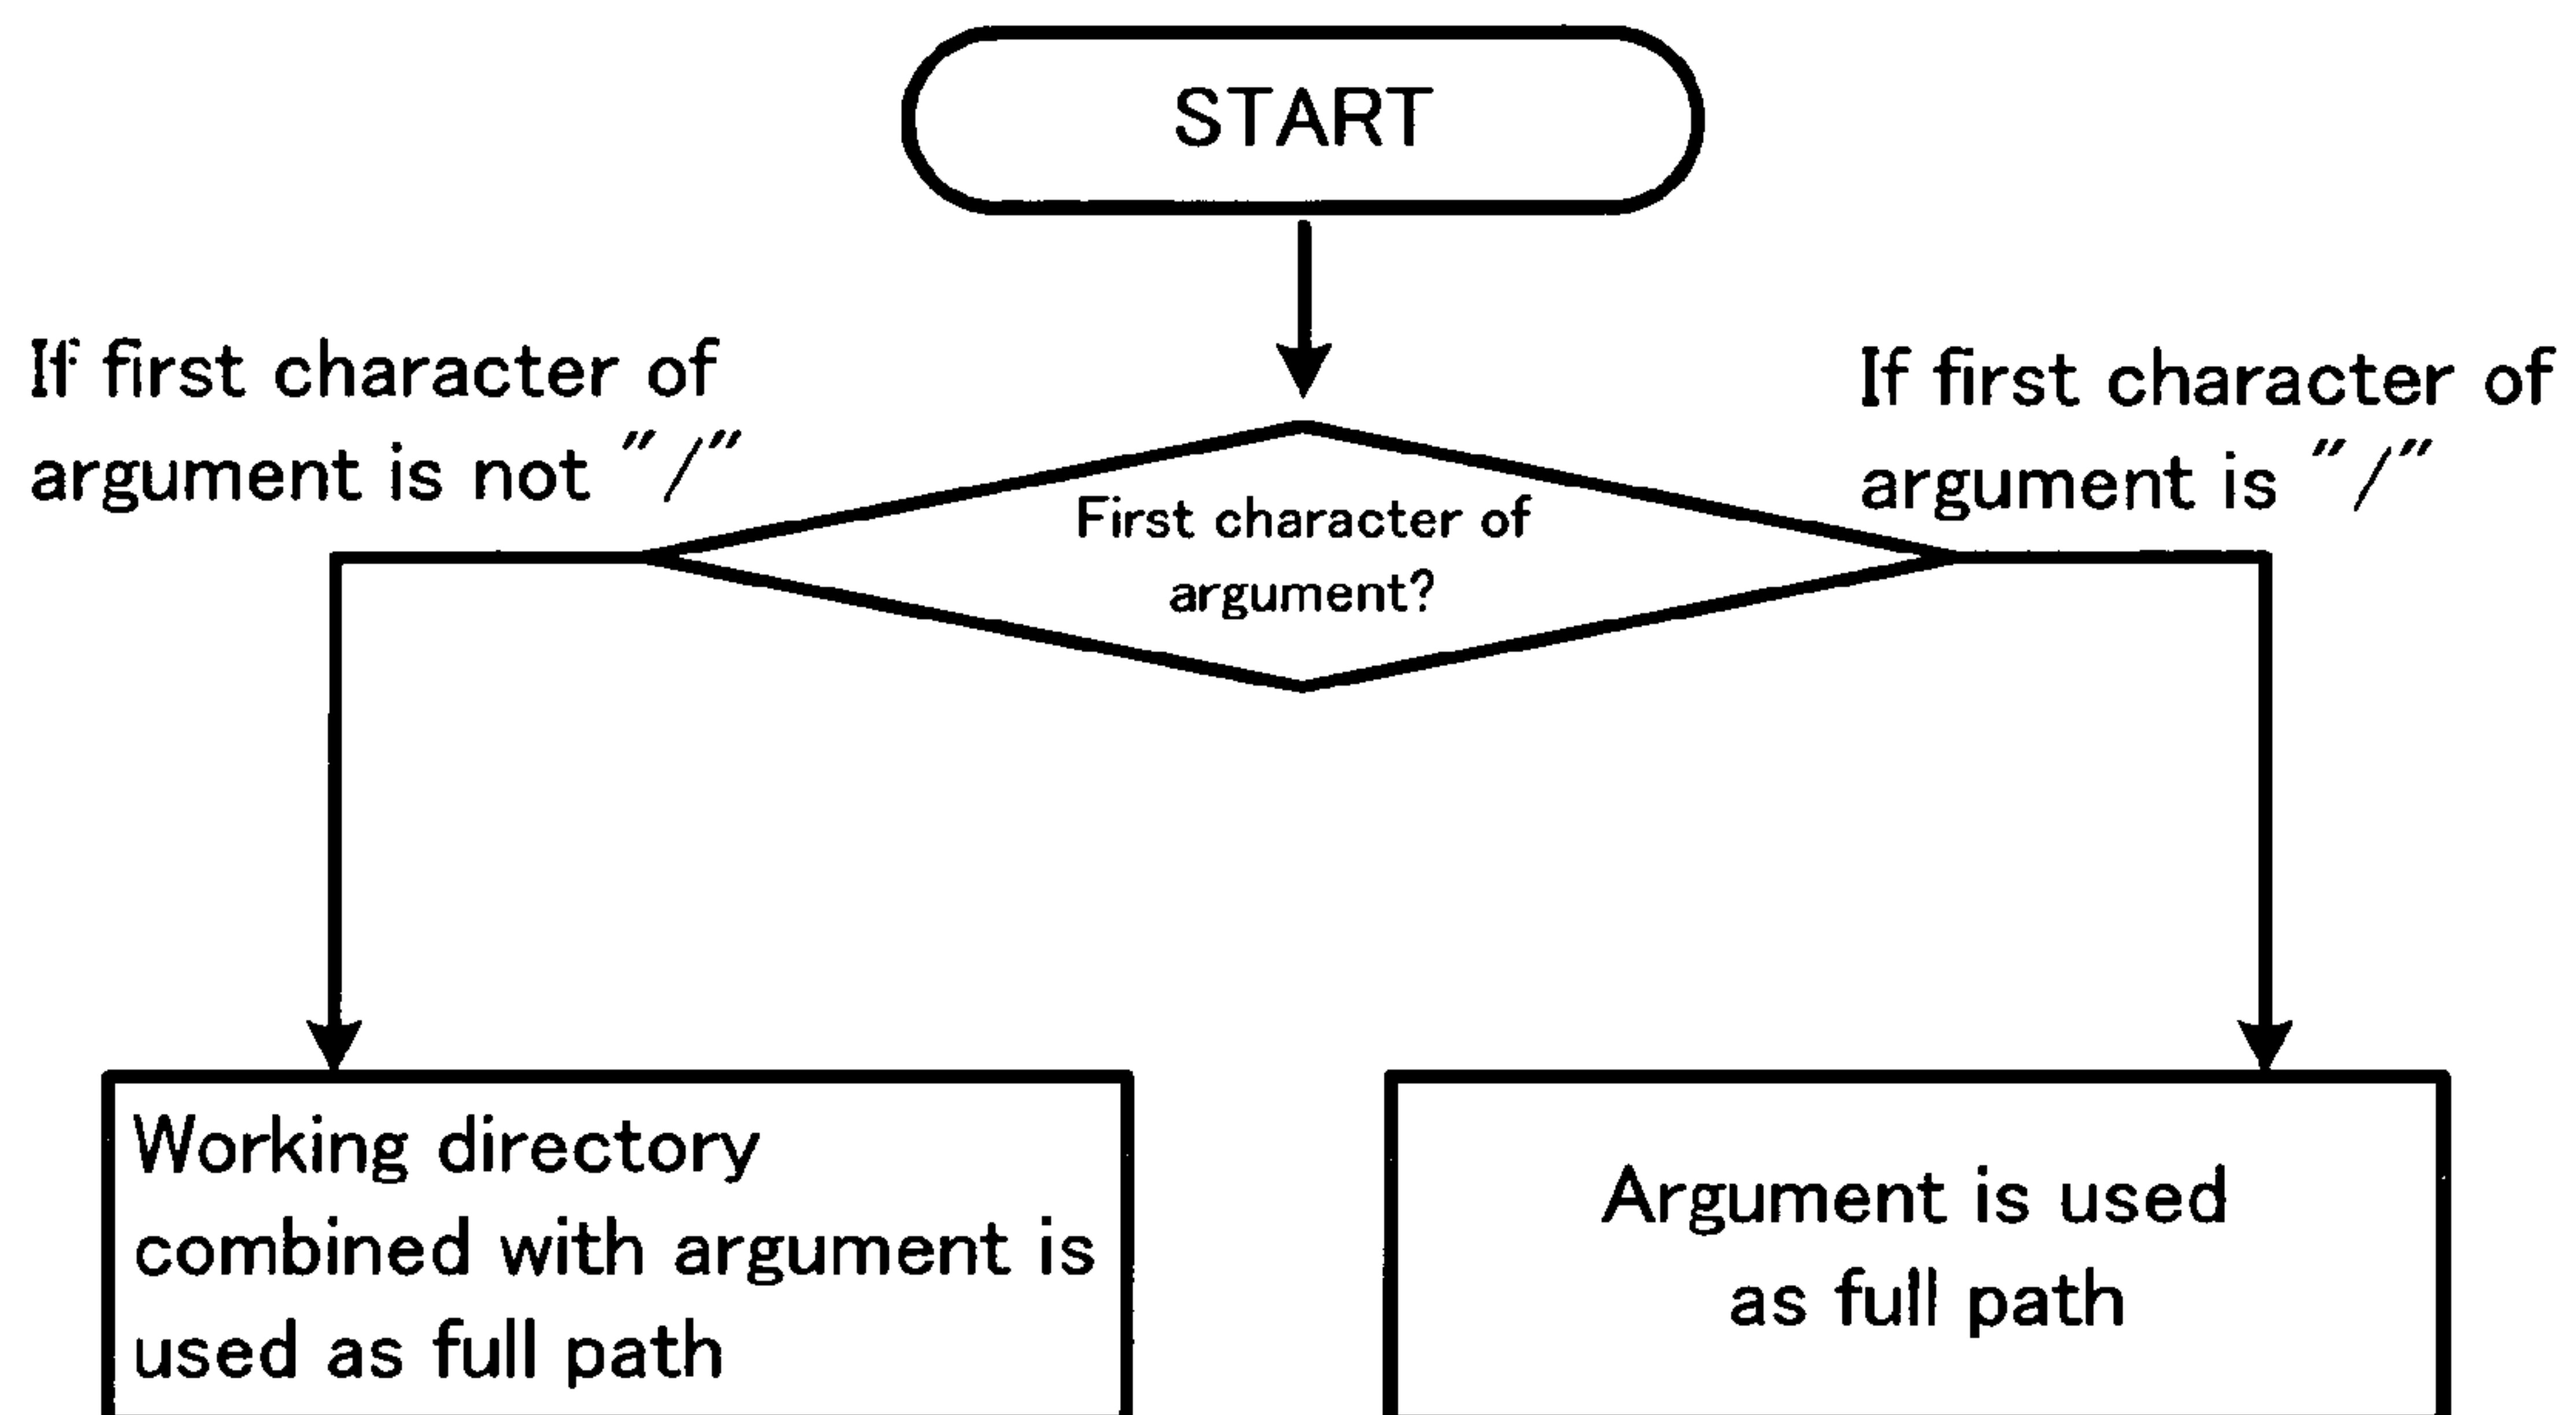 START
If first character of
argument is not "/"
If first character of
argument is "/"
First character of
argument?
Working directory
combined with argument is
used as full path
Argument is used
as full path